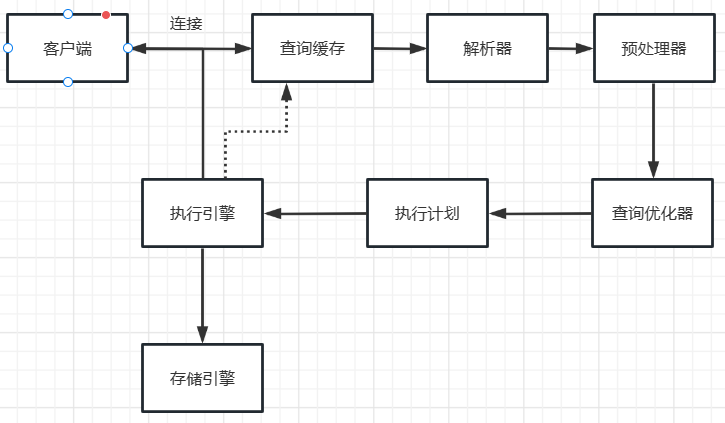 连接
客户端
查询缓存
解析器
预处理器
执行引擎
执行计划
查询优化器
存储引擎